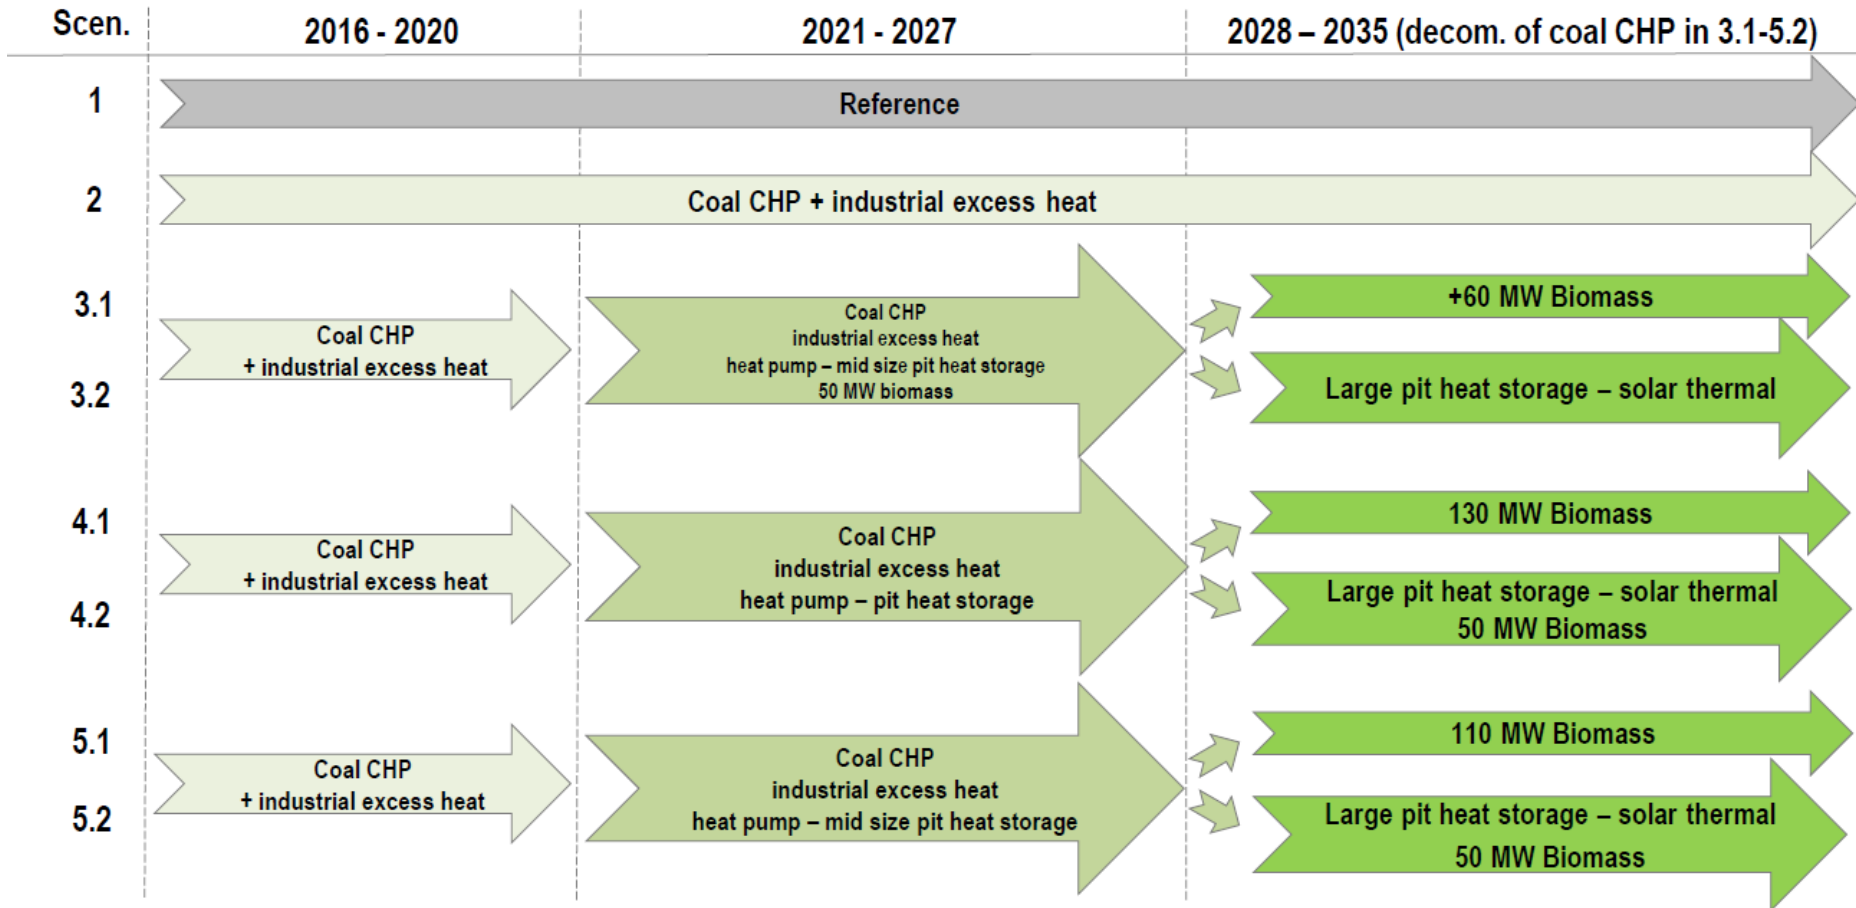 Scen.
2016 - 2020
2021 - 2027
2028 – 2035 (decom. of coal CHP in 3.1-5.2)
1
Reference
2
Coal CHP + industrial excess heat
3.1
3.2
Coal CHP
+ industrial excess heat
Coal CHP
industrial excess heat
heat pump – mid size pit heat storage
50 MW biomass
+60 MW Biomass
Large pit heat storage – solar thermal
4.1
4.2
Coal CHP
+ industrial excess heat
Coal CHP
industrial excess heat
heat pump – pit heat storage
130 MW Biomass
Large pit heat storage – solar thermal
50 MW Biomass
5.1
5.2
Coal CHP
+ industrial excess heat
Coal CHP
industrial excess heat
heat pump – mid size pit heat storage
110 MW Biomass
Large pit heat storage – solar thermal
50 MW Biomass